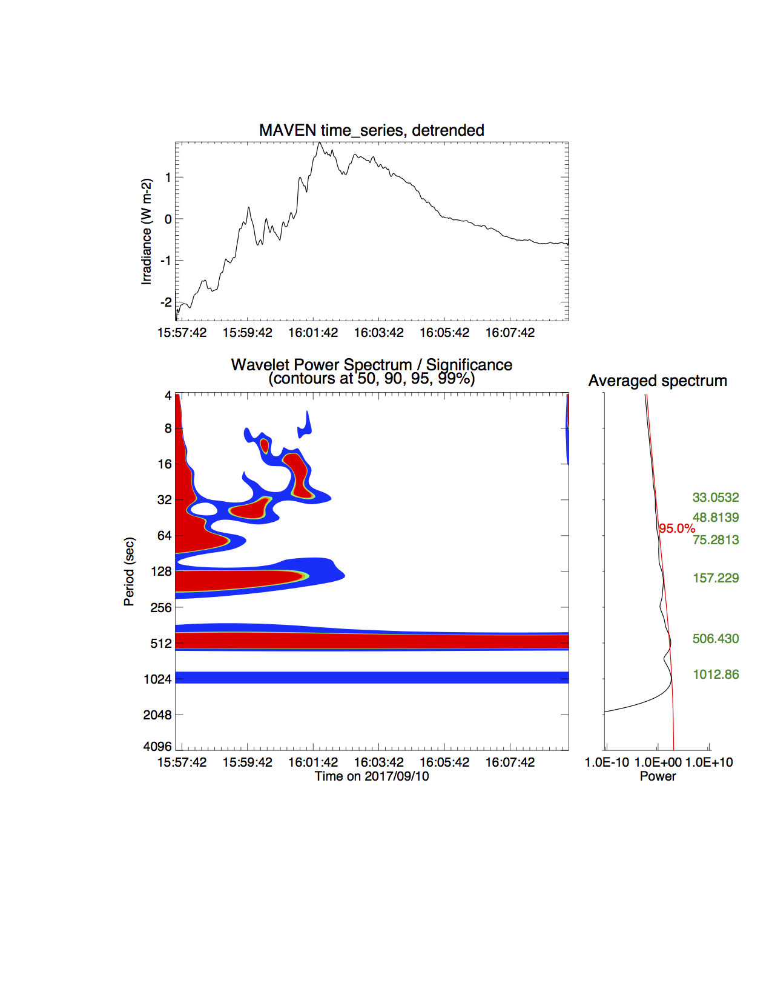 MAVEN time_series, detrended
Irradiance (W m-2)
1
0
-1
-2
15:57:42 15:59:42 16:01:42 16:03:42 16:05:42 16:07:42
Wavelet Power Spectrum / Significance
(contours at 50, 90, 95, 99%)
Period (sec)
4
8
16
32
64
128
256
512
1024
2048
4096
15:57:42 15:59:42 16:01:42 16:03:42 16:05:42 16:07:42
Time on 2017/09/10
Averaged spectrum
33.0532
48.8139
95.0%
75.2813
157.229
506.430
1012.86
1.0E-10 1.0E+00 1.0E+10
Power